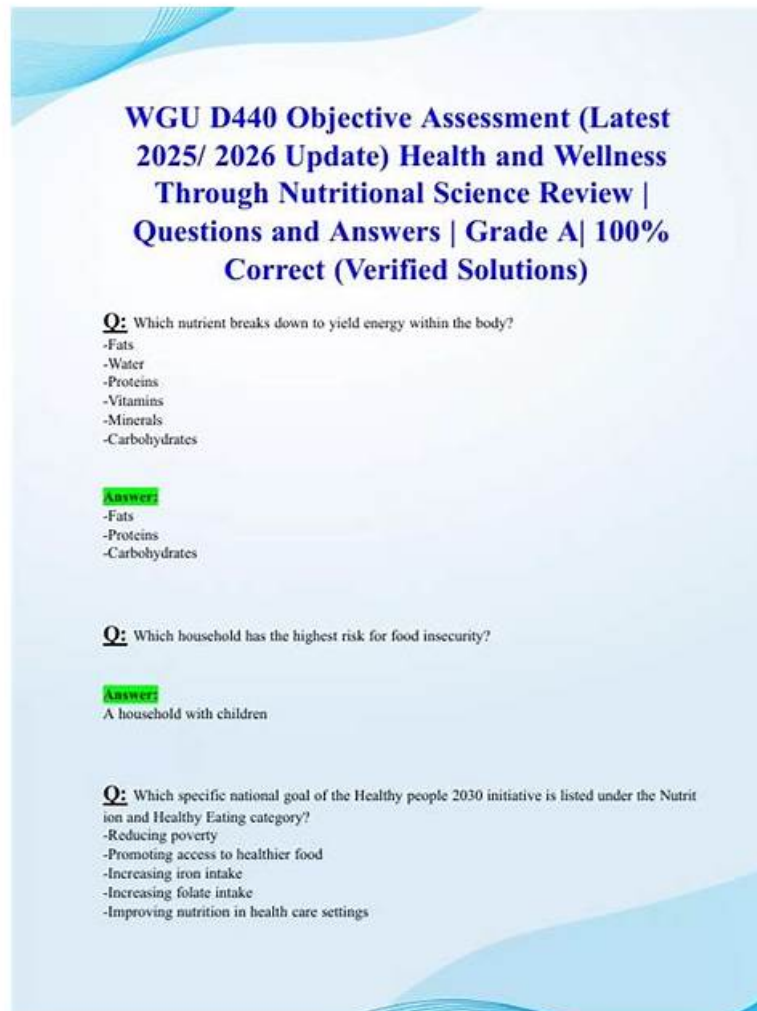 WGU D440 Objective Assessment (Latest
2025/ 2026 Update) Health and Wellness
Through Nutritional Science Review |
Questions and Answers | Grade A| 100%
Correct (Verified Solutions)
Q: Which nutrient breaks down to yield energy within the body?
-Fats
-Water
-Proteins
-Vitamins
-Minerals
-Carbohydrates
Answer:
-Fats
-Proteins
-Carbohydrates
Q: Which household has the highest risk for food insecurity?
Answer:
A household with children
Q: Which specific national goal of the Healthy people 2030 initiative is listed under the Nutrit
ion and Healthy Eating category?
-Reducing poverty
-Promoting access to healthier food
-Increasing iron intake
-Increasing folate intake
-Improving nutrition in health care settings